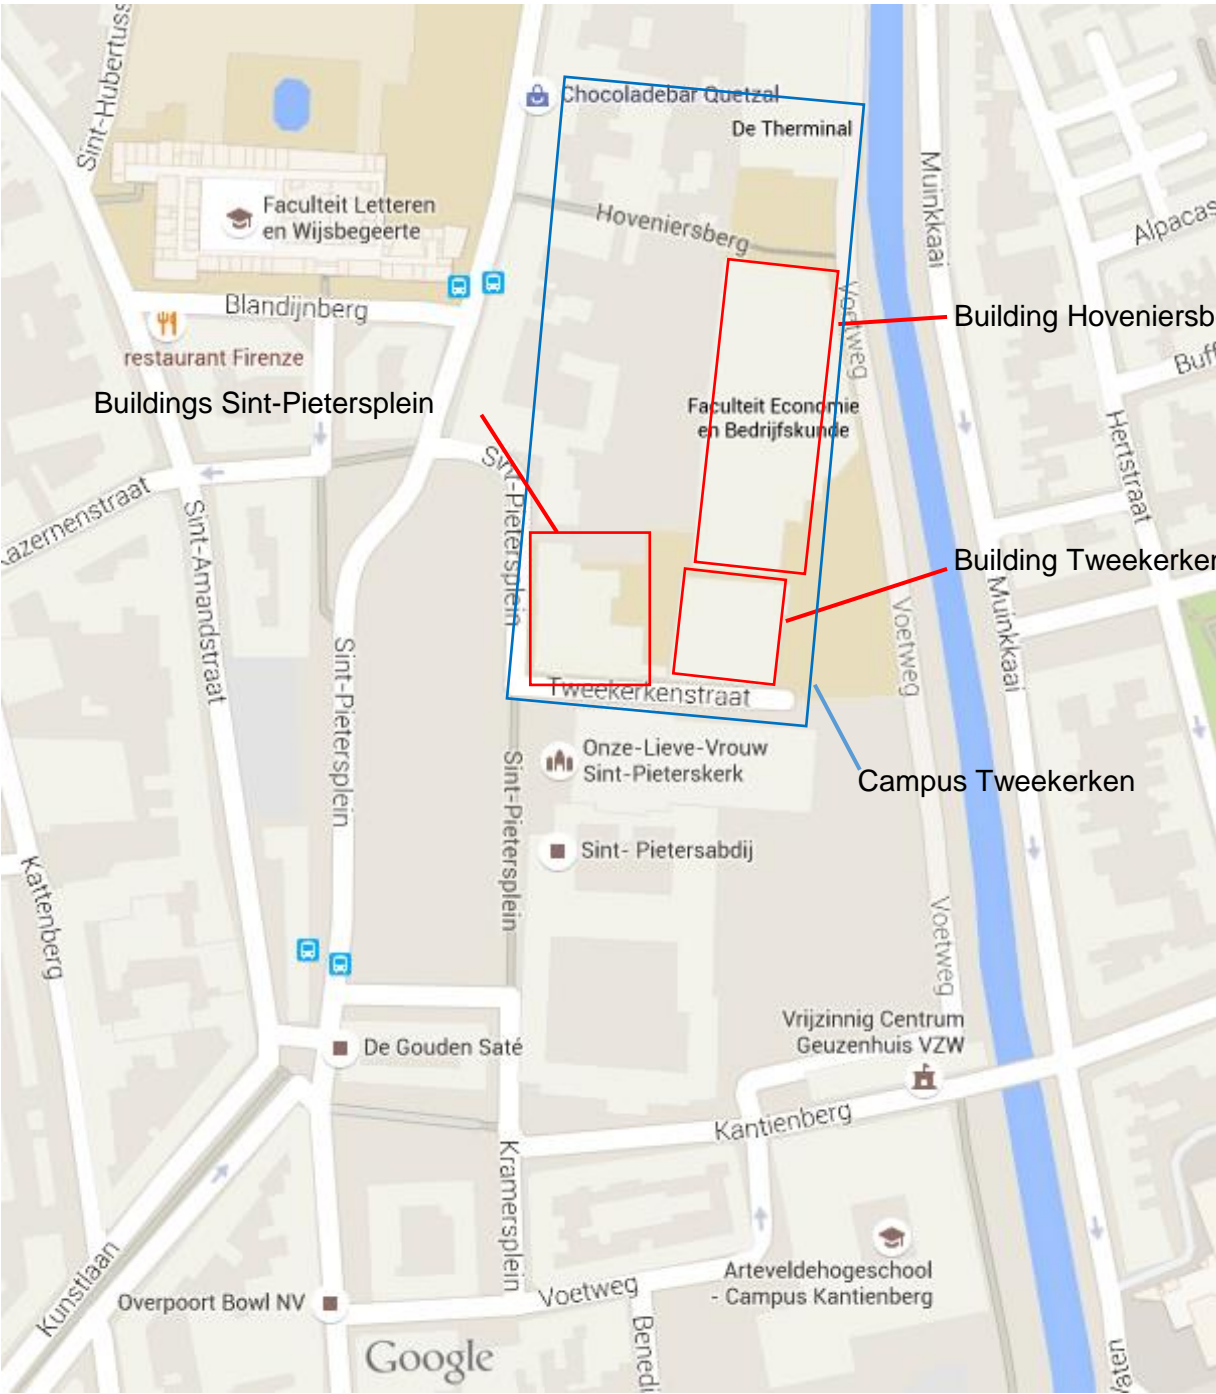 Sint-Hubertuss
Chocoladebar Quetzal
De Therminal
Muinkkaai
Alpacas
Faculteit Letteren
en Wijsbegeerte
Hoveniersberg
Blandijnberg
Voetweg
Building Hoveniersb
restaurant Firenze
Buff
Buildings Sint-Pietersplein
Faculteit Economie
en Bedrijfskunde
Hertstraat
Sint-Pietersplein
Kazernenstraat
Sint-Amandstraat
Building Tweekerken
Muinkkaai
Voetweg
Sint-Pietersplein
Tweekerkenstraat
Onze-Lieve-Vrouw
Sint-Pieterskerk
Campus Tweekerken
Sint-Pietersplein
Sint- Pietersabdij
Kattenberg
Voetweg
Vrijzinnig Centrum
Geuzenhuis VZW
De Gouden Saté
Kantienberg
Kramersplein
Kunstlaan
Arteveldehogeschool
- Campus Kantienberg
Voetweg
Overpoort Bowl NV
Benedi
Google